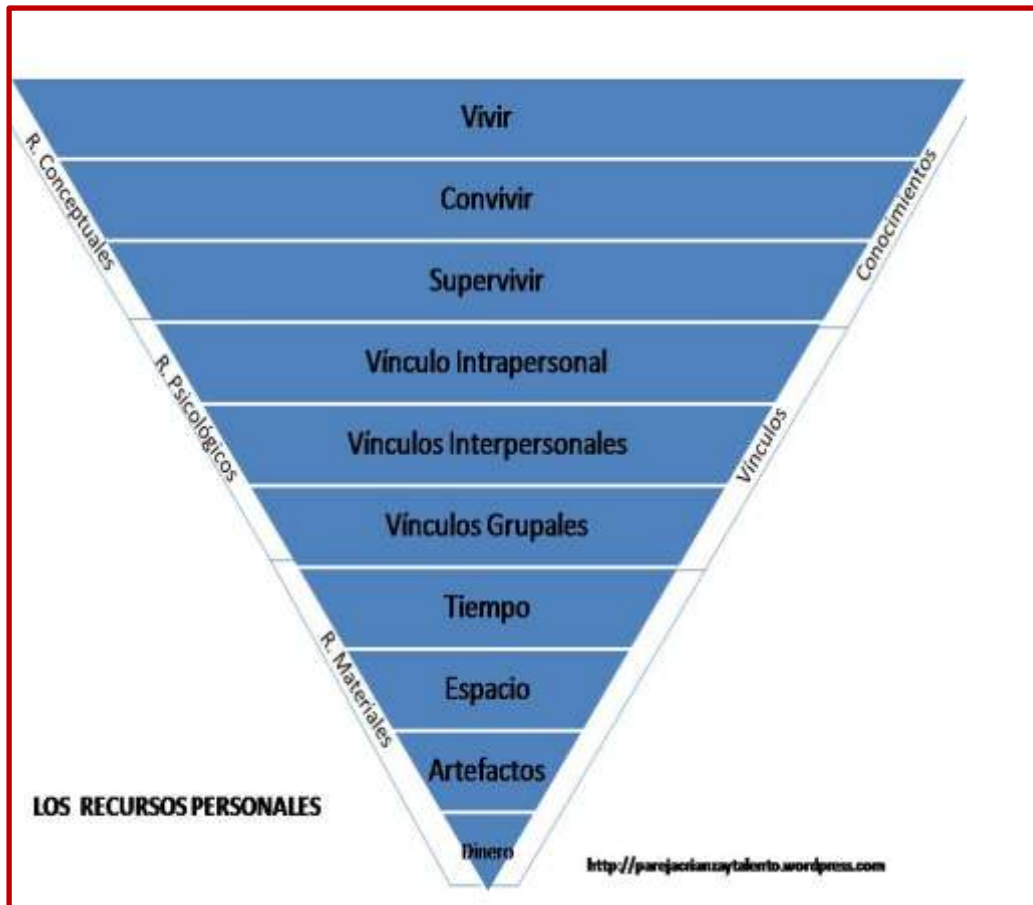 Vivir
Convivir
Supervivir
Vínculo Intrapersonal
Vínculos Interpersonales
Vínculos Grupales
Tiempo
Espacio
Artefactos
Dinero
R. Conceptuales
R. Psicológicos
R. Materiales
Conocimientos
Vínculos
LOS RECURSOS PERSONALES
http://parejacrianzaytalento.wordpress.com